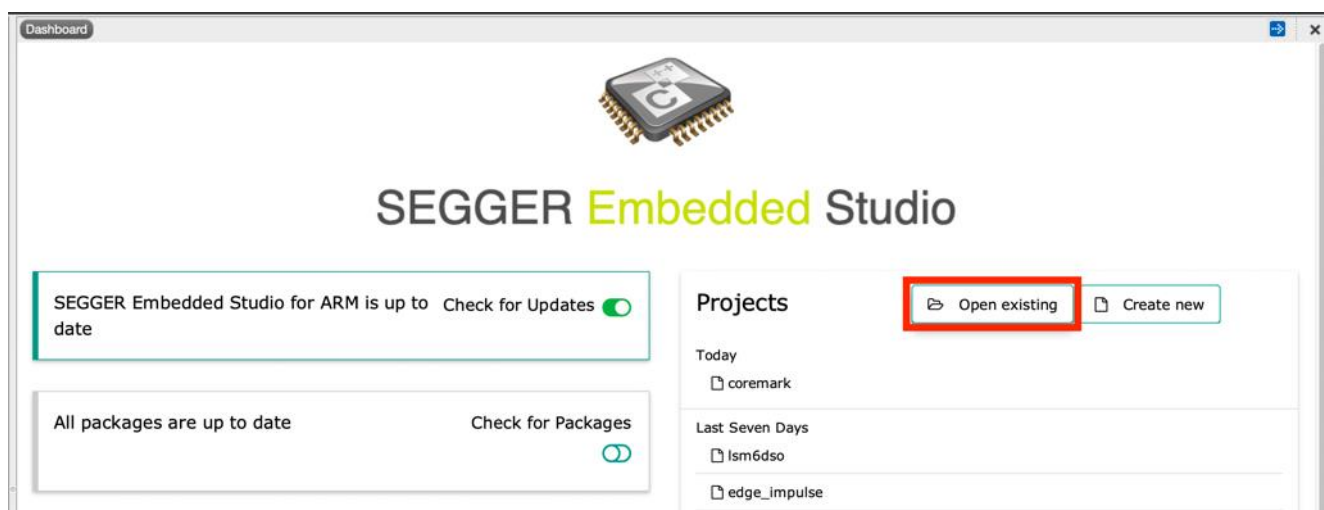 Dashboard
SEGGER Embedded Studio
SEGGER Embedded Studio for ARM is up to
date
Check for Updates
All packages are up to date
Check for Packages
Projects
Open existing
Create new
Today
coremark
Last Seven Days
lsm6dso
edge_impulse